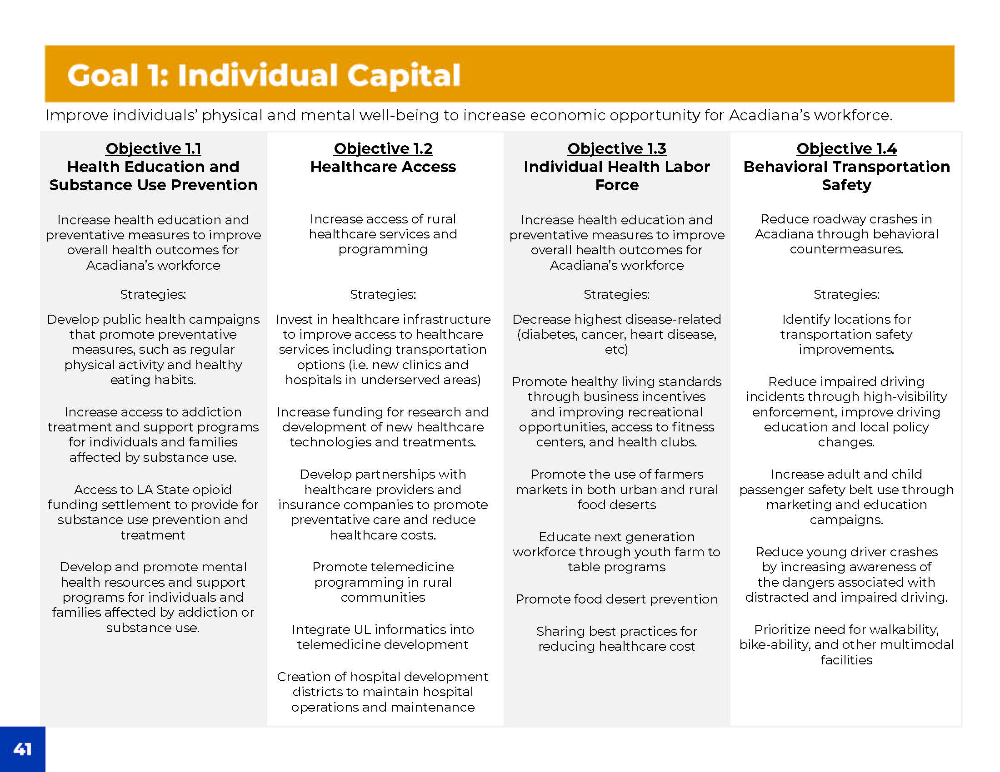 Goal 1: Individual Capital
Improve individuals’ physical and mental well-being to increase economic opportunity for Acadiana’s workforce.
Objective 1.1
Health Education and
Substance Use Prevention
Increase health education and
preventative measures to improve
overall health outcomes for
Acadiana’s workforce
Strategies:
Develop public health campaigns
that promote preventative
measures, such as regular
physical activity and healthy
eating habits.
Increase access to addiction
treatment and support programs
for individuals and families
affected by substance use.
Access to LA State opioid
funding settlement to provide for
substance use prevention and
treatment
Develop and promote mental
health resources and support
programs for individuals and
families affected by addiction or
substance use.
Objective 1.2
Healthcare Access
Increase access of rural
healthcare services and
programming
Strategies:
Invest in healthcare infrastructure
to improve access to healthcare
services including transportation
options (i.e. new clinics and
hospitals in underserved areas)
Increase funding for research and
development of new healthcare
technologies and treatments.
Develop partnerships with
healthcare providers and
insurance companies to promote
preventative care and reduce
healthcare costs.
Promote telemedicine
programming in rural
communities
Integrate UL informatics into
telemedicine development
Creation of hospital development
districts to maintain hospital
operations and maintenance
Objective 1.3
Individual Health Labor
Force
Increase health education and
preventative measures to improve
overall health outcomes for
Acadiana’s workforce
Strategies:
Decrease highest disease-related
(diabetes, cancer, heart disease,
etc)
Promote healthy living standards
through business incentives
and improving recreational
opportunities, access to fitness
centers, and health clubs.
Promote the use of farmers
markets in both urban and rural
food deserts
Educate next generation
workforce through youth farm to
table programs
Promote food desert prevention
Sharing best practices for
reducing healthcare cost
Objective 1.4
Behavioral Transportation
Safety
Reduce roadway crashes in
Acadiana through behavioral
countermeasures.
Strategies:
Identify locations for
transportation safety
improvements.
Reduce impaired driving
incidents through high-visibility
enforcement, improve driving
education and local policy
changes.
Increase adult and child
passenger safety belt use through
marketing and education
campaigns.
Reduce young driver crashes
by increasing awareness of
the dangers associated with
distracted and impaired driving.
Prioritize need for walkability,
bike-ability, and other multimodal
facilities
41